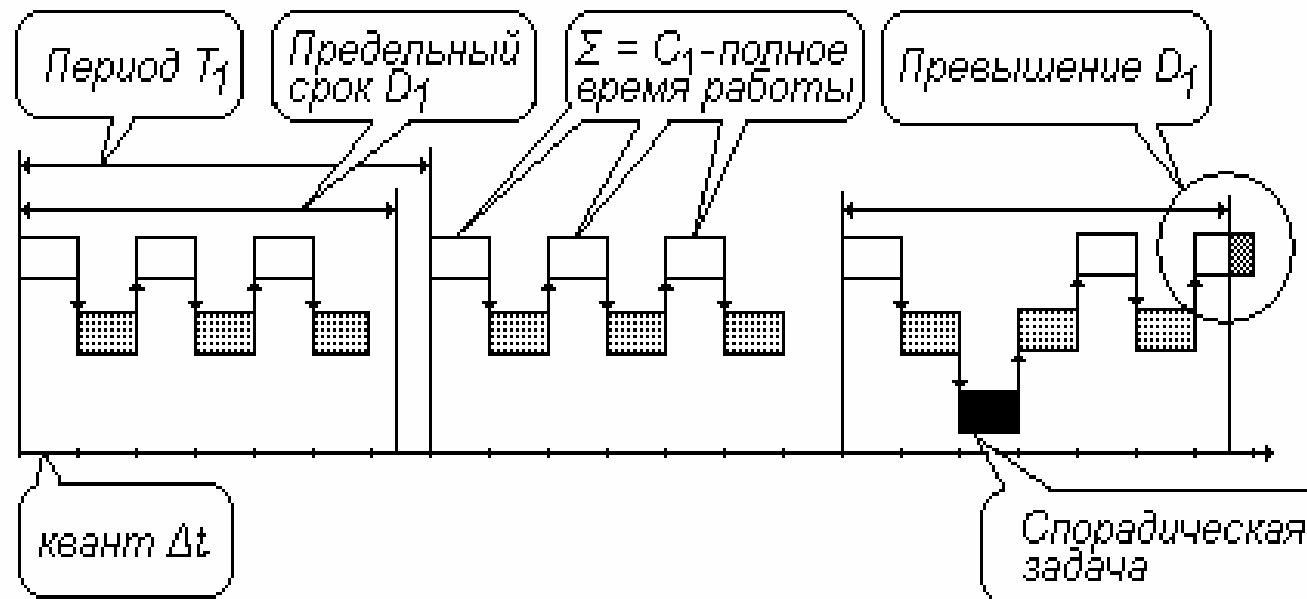 Период T₁
Предельный
срок D₁
Σ = C₁-полное
время работы
Превышение D₁
квант Δt
Спорадическая
задача